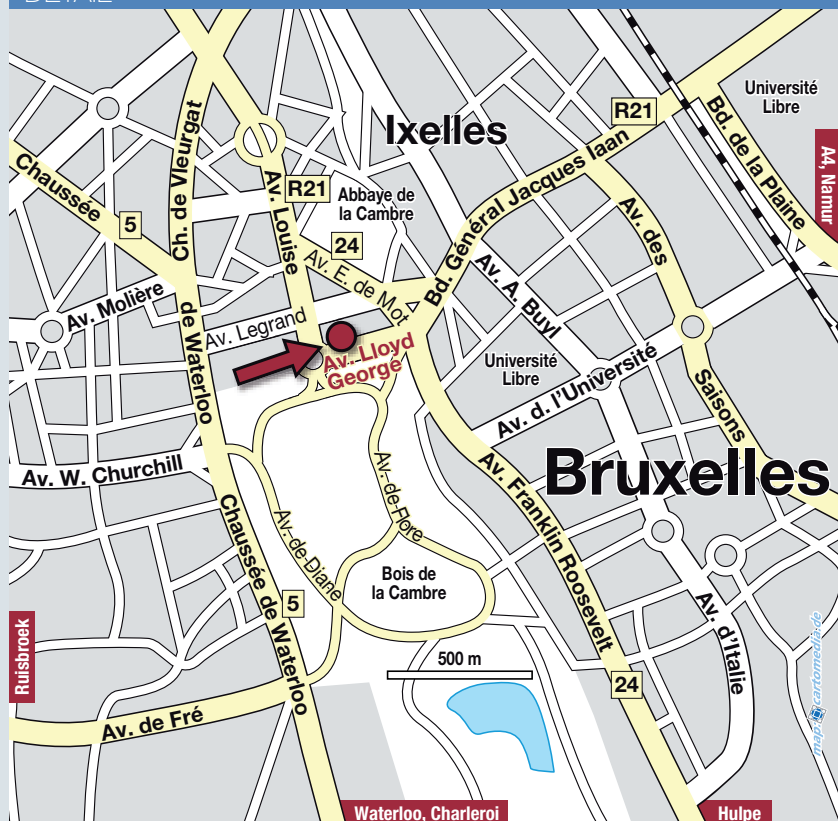 Université
Libre
Ixelles
R21
Bd. de la Plaine
A4, Namur
Chaussée
5
Ch. de Vleurgat
Av. Louise
R21
Abbaye de
la Cambre
Bd. Général Jacques Iaan
Av. des
Saisons
24
Av. E. de Mot
Av. A. Buyl
Av. Molière
de Waterloo
Av. Legrand
Av. Lloyd
George
Université
Libre
Av. d. l'Université
Av. W. Churchill
Bruxelles
Av. Franklin Roosevelt
Av. de Flore
Av. de Diane
Chaussée de Waterloo
5
Bois de
la Cambre
Av. d'Italie
Ruisbroek
500 m
24
Av. de Fré
map: cartomedia.de
Waterloo, Charleroi
Hulpe